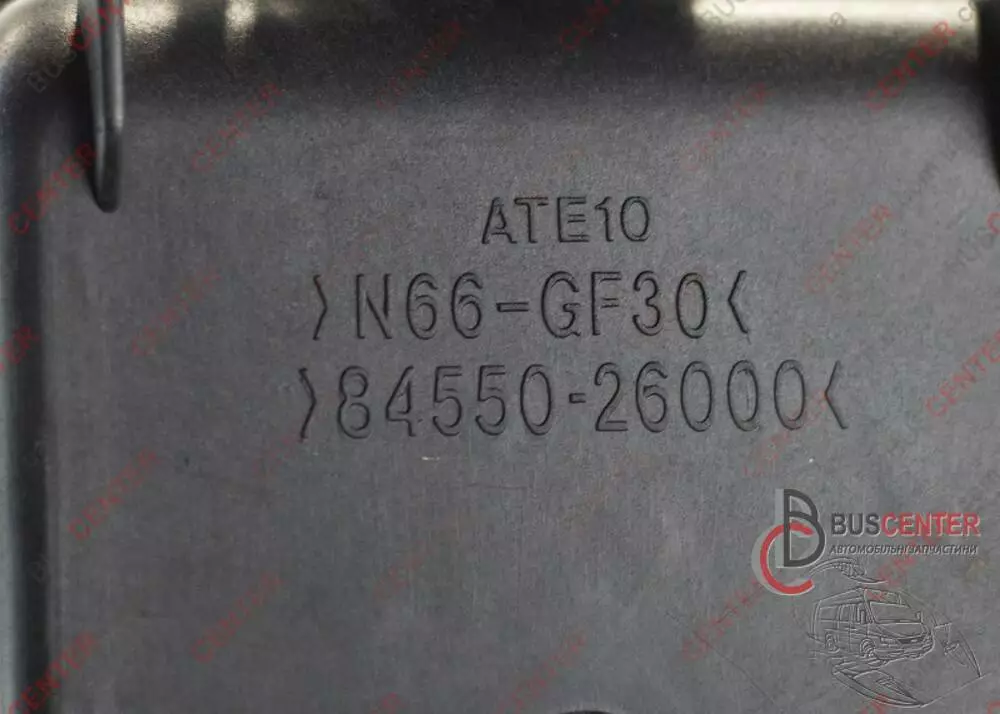 ATE10
>N66-GF30<
>84550-26000<
BUSCENTER
АВТОМОБІЛЬНІ ЗАПЧАСТИНИ